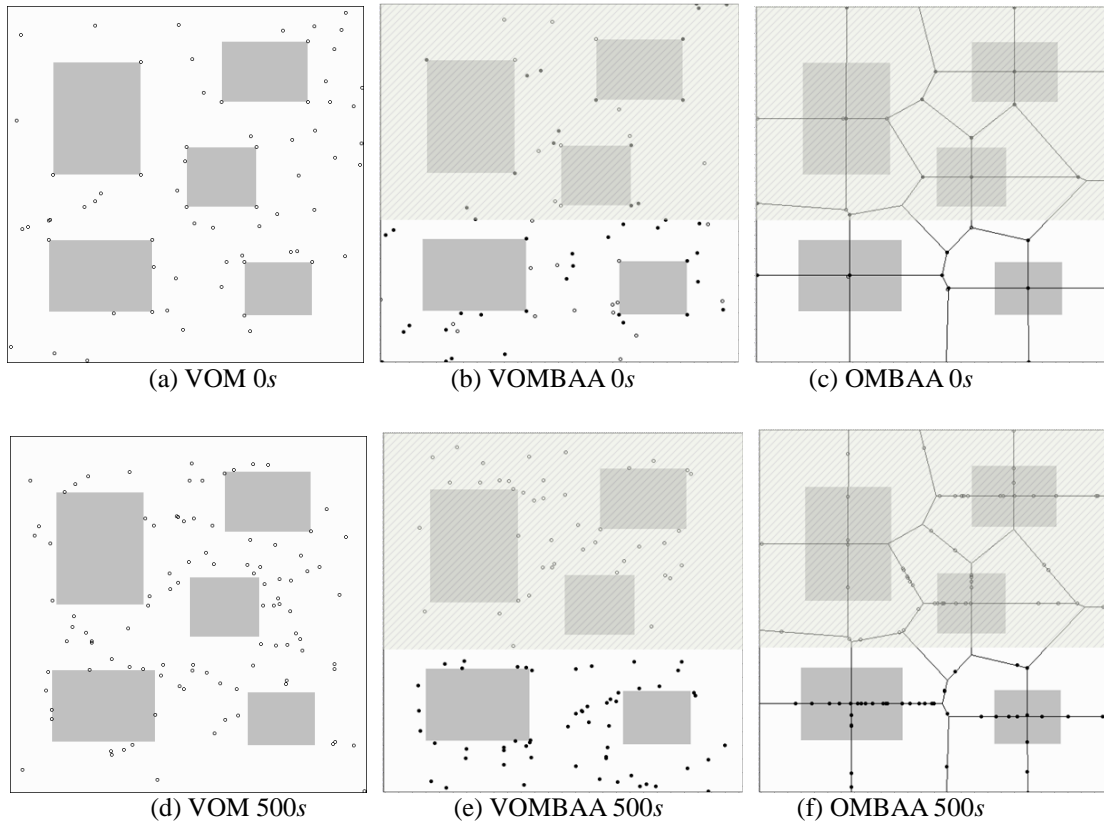 (a) VOM 0s
(b) VOMBAA 0s
(c) OMBAA 0s
(d) VOM 500s
(e) VOMBAA 500s
(f) OMBAA 500s